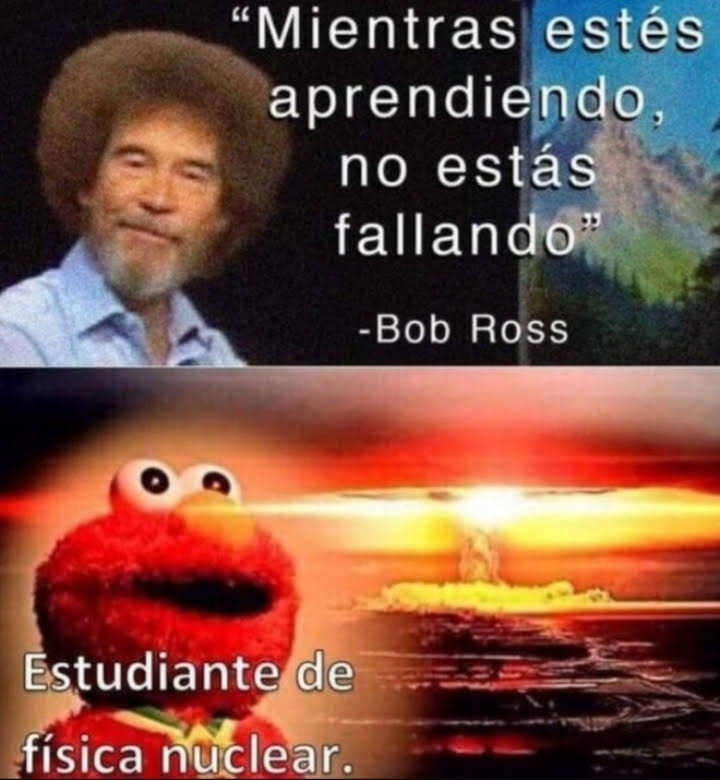 “Mientras estés
aprendiendo,
no estás
fallando”
-Bob Ross
Estudiante de
física nuclear.